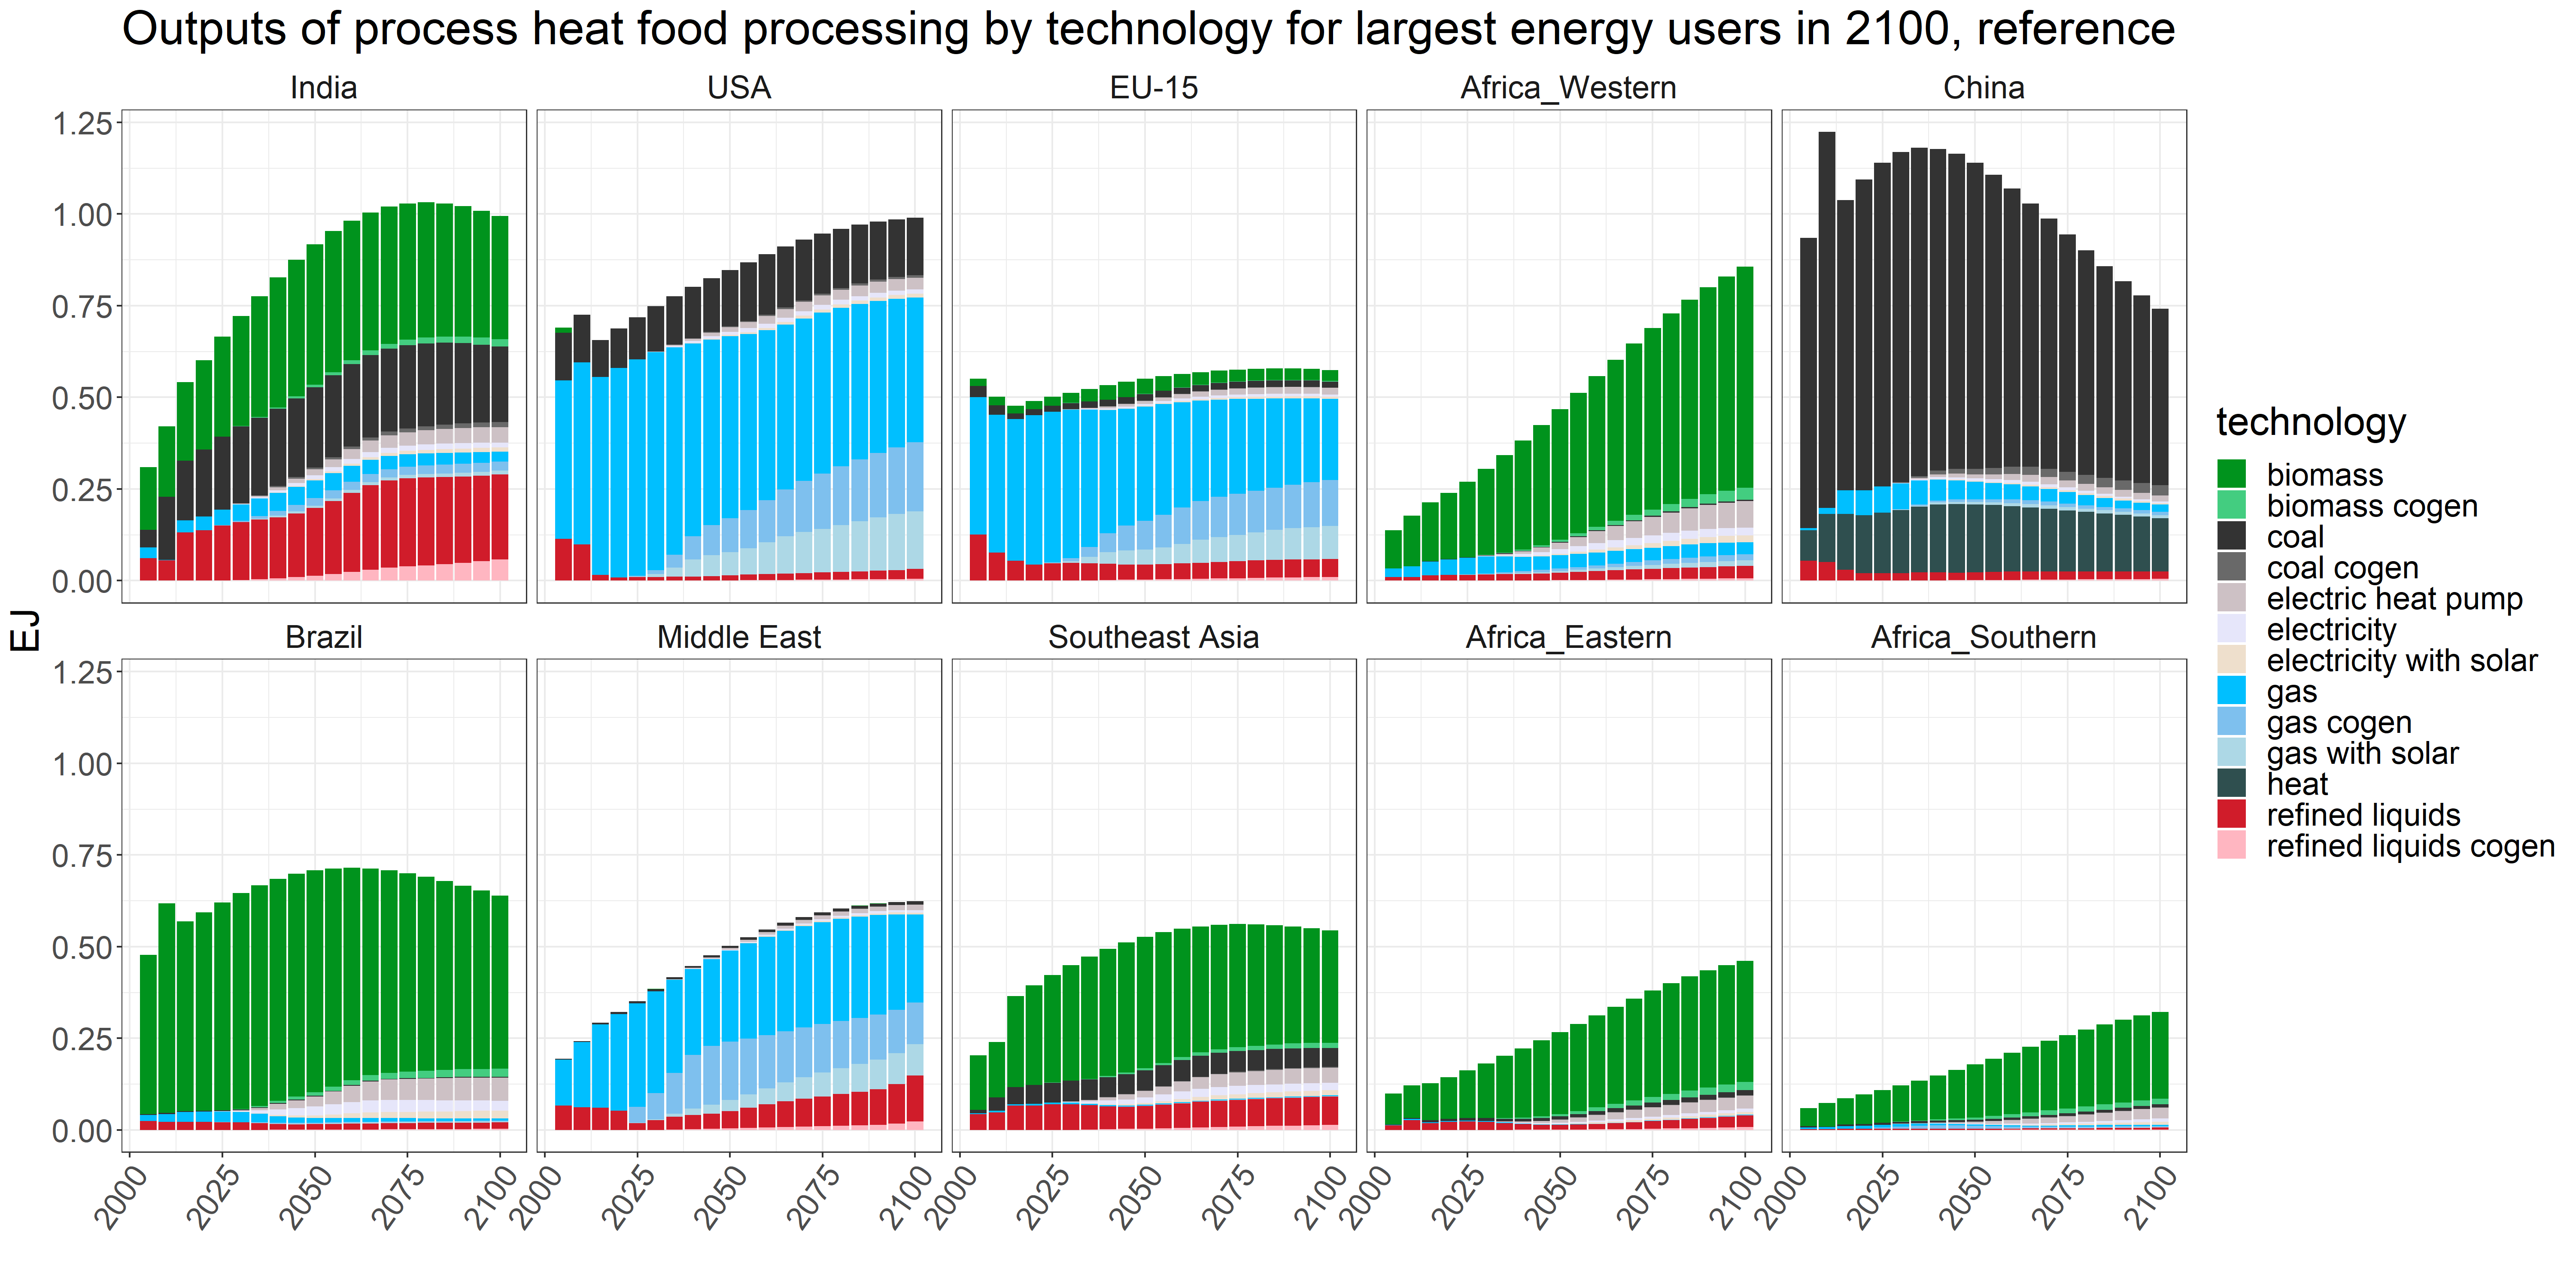 Outputs of process heat food processing by technology for largest energy users in 2100, reference
India USA EU-15 Africa_Western China
1.25
1.00
0.75
0.50
0.25
0.00
EJ
Brazil Middle East Southeast Asia Africa_Eastern Africa_Southern
1.25
1.00
0.75
0.50
0.25
0.00
2000 2025 2050 2075 2100 2000 2025 2050 2075 2100 2000 2025 2050 2075 2100 2000 2025 2050 2075 2100 2000 2025 2050 2075 2100
technology
biomass
biomass cogen
coal
coal cogen
electric heat pump
electricity
electricity with solar
gas
gas cogen
gas with solar
heat
refined liquids
refined liquids cogen